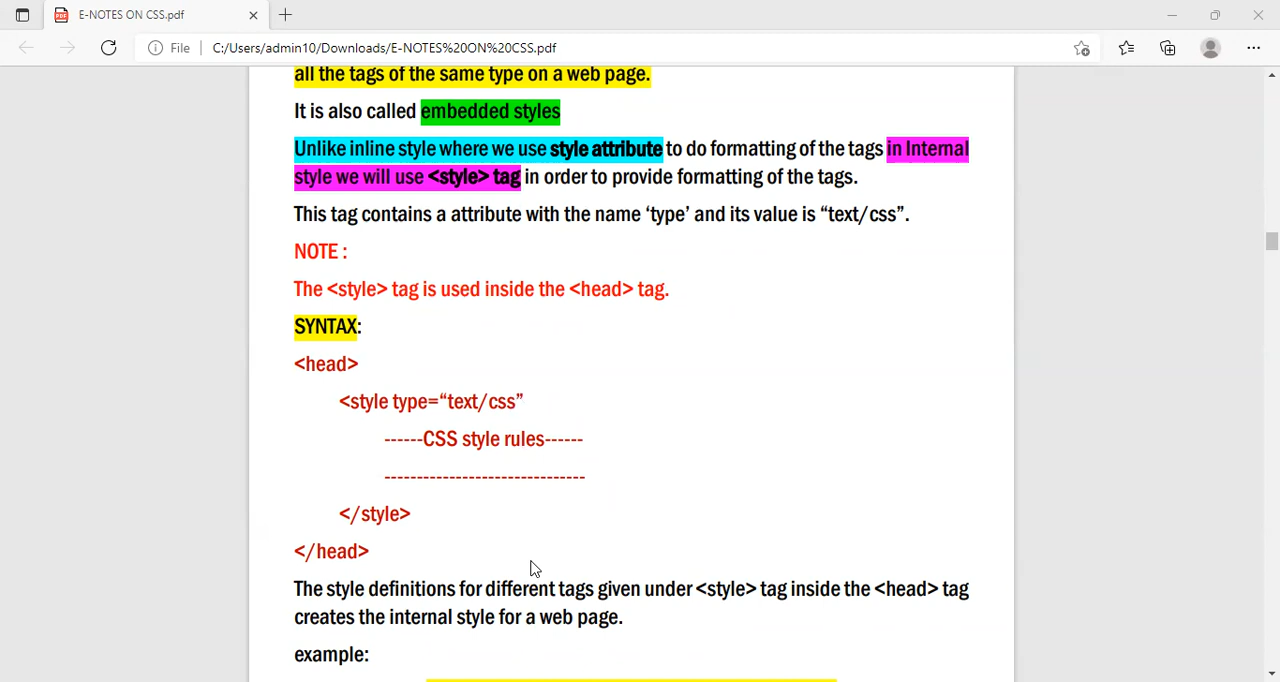 E-NOTES ON CSS.pdf
File
C:/Users/admin10/Downloads/E-NOTES%20ON%20CSS.pdf
all the tags of the same type on a web page.
It is also called embedded styles
Unlike inline style where we use style attribute to do formatting of the tags in Internal
style we will use <style> tag in order to provide formatting of the tags.
This tag contains a attribute with the name ‘type’ and its value is “text/css”.
NOTE :
The <style> tag is used inside the <head> tag.
SYNTAX:
<head>
<style type=“text/css”
------CSS style rules------
-------------------------------
</style>
</head>
The style definitions for different tags given under <style> tag inside the <head> tag
creates the internal style for a web page.
example: